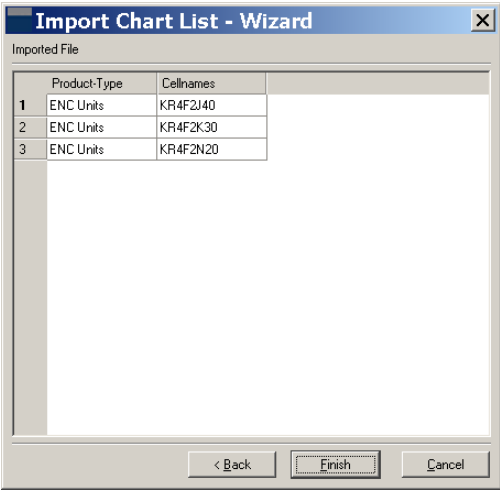 Import Chart List - Wizard
Imported File
Product-Type Cellnames
1 ENC Units KR4F2J40
2 ENC Units KR4F2K30
3 ENC Units KR4F2N20
< Back Finish Cancel